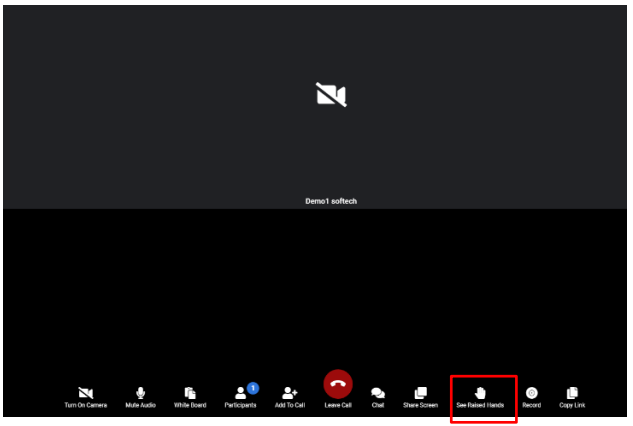 Demo1 softech
1
Turn On Camera Mute Audio White Board Participants Add To Call Leave Call Chat Share Screen See Raised Hands Record Copy Link